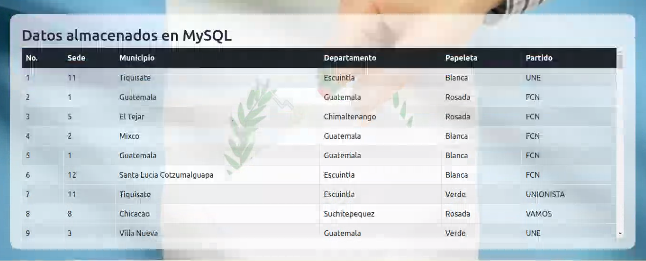 Datos almacenados en MySQL
No. Sede Municipio Departamento Papeleta Partido
1 11 Tiquisate Escuintla Blanca UNE
2 1 Guatemala Guatemala Rosada FCN
3 5 El Tejar Chimaltenango Rosada FCN
4 2 Mixco Guatemala Blanca FCN
5 1 Guatemala Guatemala Blanca FCN
6 12 Santa Lucia Cotzumalguapa Escuintla Blanca FCN
7 11 Tiquisate Escuintla Verde UNIONISTA
8 8 Chicacao Suchitepequez Rosada VAMOS
9 3 Villa Nueva Guatemala Verde UNE